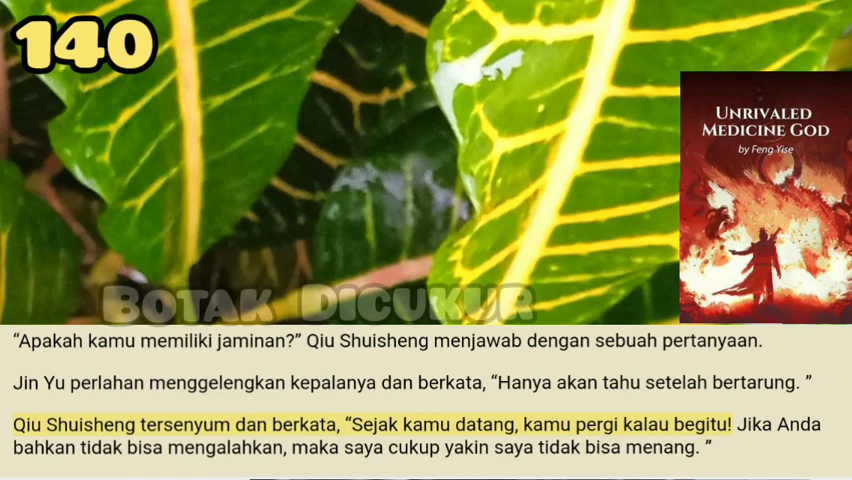 140
UNRIVALED
MEDICINE GOD
by Feng Yise
BOTAK DICUKUR
“Apakah kamu memiliki jaminan?” Qiu Shuisheng menjawab dengan sebuah pertanyaan.
Jin Yu perlahan menggelengkan kepalanya dan berkata, “Hanya akan tahu setelah bertarung. ”
Qiu Shuisheng tersenyum dan berkata, “Sejak kamu datang, kamu pergi kalau begitu! Jika Anda
bahkan tidak bisa mengalahkan, maka saya cukup yakin saya tidak bisa menang. ”